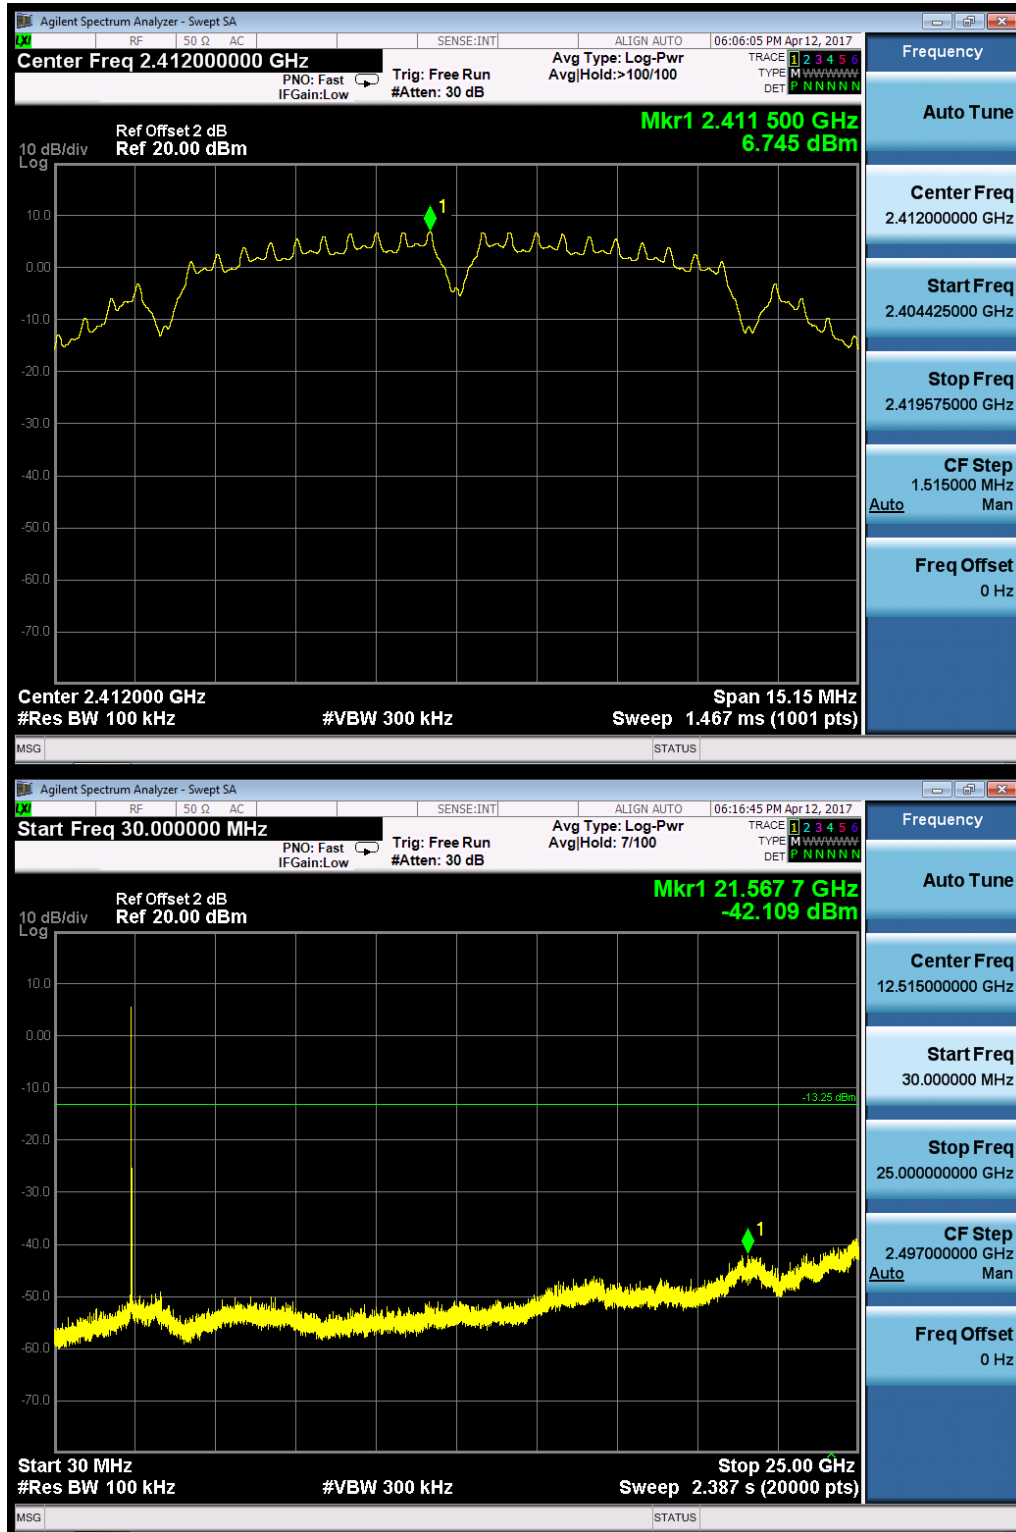 Agilent Spectrum Analyzer - Swept SA
LXI RF 50 Ω AC SENSE:INT ALIGN AUTO 06:06:05 PM Apr 12, 2017
Center Freq 2.412000000 GHz
PNO: Fast
IFGain:Low
Trig: Free Run
#Atten: 30 dB
Avg Type: Log-Pwr
Avg|Hold:>100/100
TRACE 1 2 3 4 5 6
TYPE M WWWWW
DET P N N N N N
Mkr1 2.411 500 GHz
6.745 dBm
Ref Offset 2 dB
10 dB/div Ref 20.00 dBm
Log
10.0
0.00
-10.0
-20.0
-30.0
-40.0
-50.0
-60.0
-70.0
1
Center 2.412000 GHz
Span 15.15 MHz
#Res BW 100 kHz
#VBW 300 kHz
Sweep 1.467 ms (1001 pts)
MSG
STATUS
Frequency
Auto Tune
Center Freq
2.412000000 GHz
Start Freq
2.404425000 GHz
Stop Freq
2.419575000 GHz
CF Step
1.515000 MHz
Auto Man
Freq Offset
0 Hz
Agilent Spectrum Analyzer - Swept SA
LXI RF 50 Ω AC SENSE:INT ALIGN AUTO 06:16:45 PM Apr 12, 2017
Start Freq 30.000000 MHz
PNO: Fast
IFGain:Low
Trig: Free Run
#Atten: 30 dB
Avg Type: Log-Pwr
Avg|Hold: 7/100
TRACE 1 2 3 4 5 6
TYPE M WWWWW
DET P N N N N N
Mkr1 21.567 7 GHz
-42.109 dBm
Ref Offset 2 dB
10 dB/div Ref 20.00 dBm
Log
10.0
0.00
-10.0
-20.0
-30.0
-40.0
-50.0
-60.0
-70.0
-13.25 dBm
1
Start 30 MHz
Stop 25.00 GHz
#Res BW 100 kHz
#VBW 300 kHz
Sweep 2.387 s (20000 pts)
MSG
STATUS
Frequency
Auto Tune
Center Freq
12.515000000 GHz
Start Freq
30.000000 MHz
Stop Freq
25.000000000 GHz
CF Step
2.497000000 GHz
Auto Man
Freq Offset
0 Hz